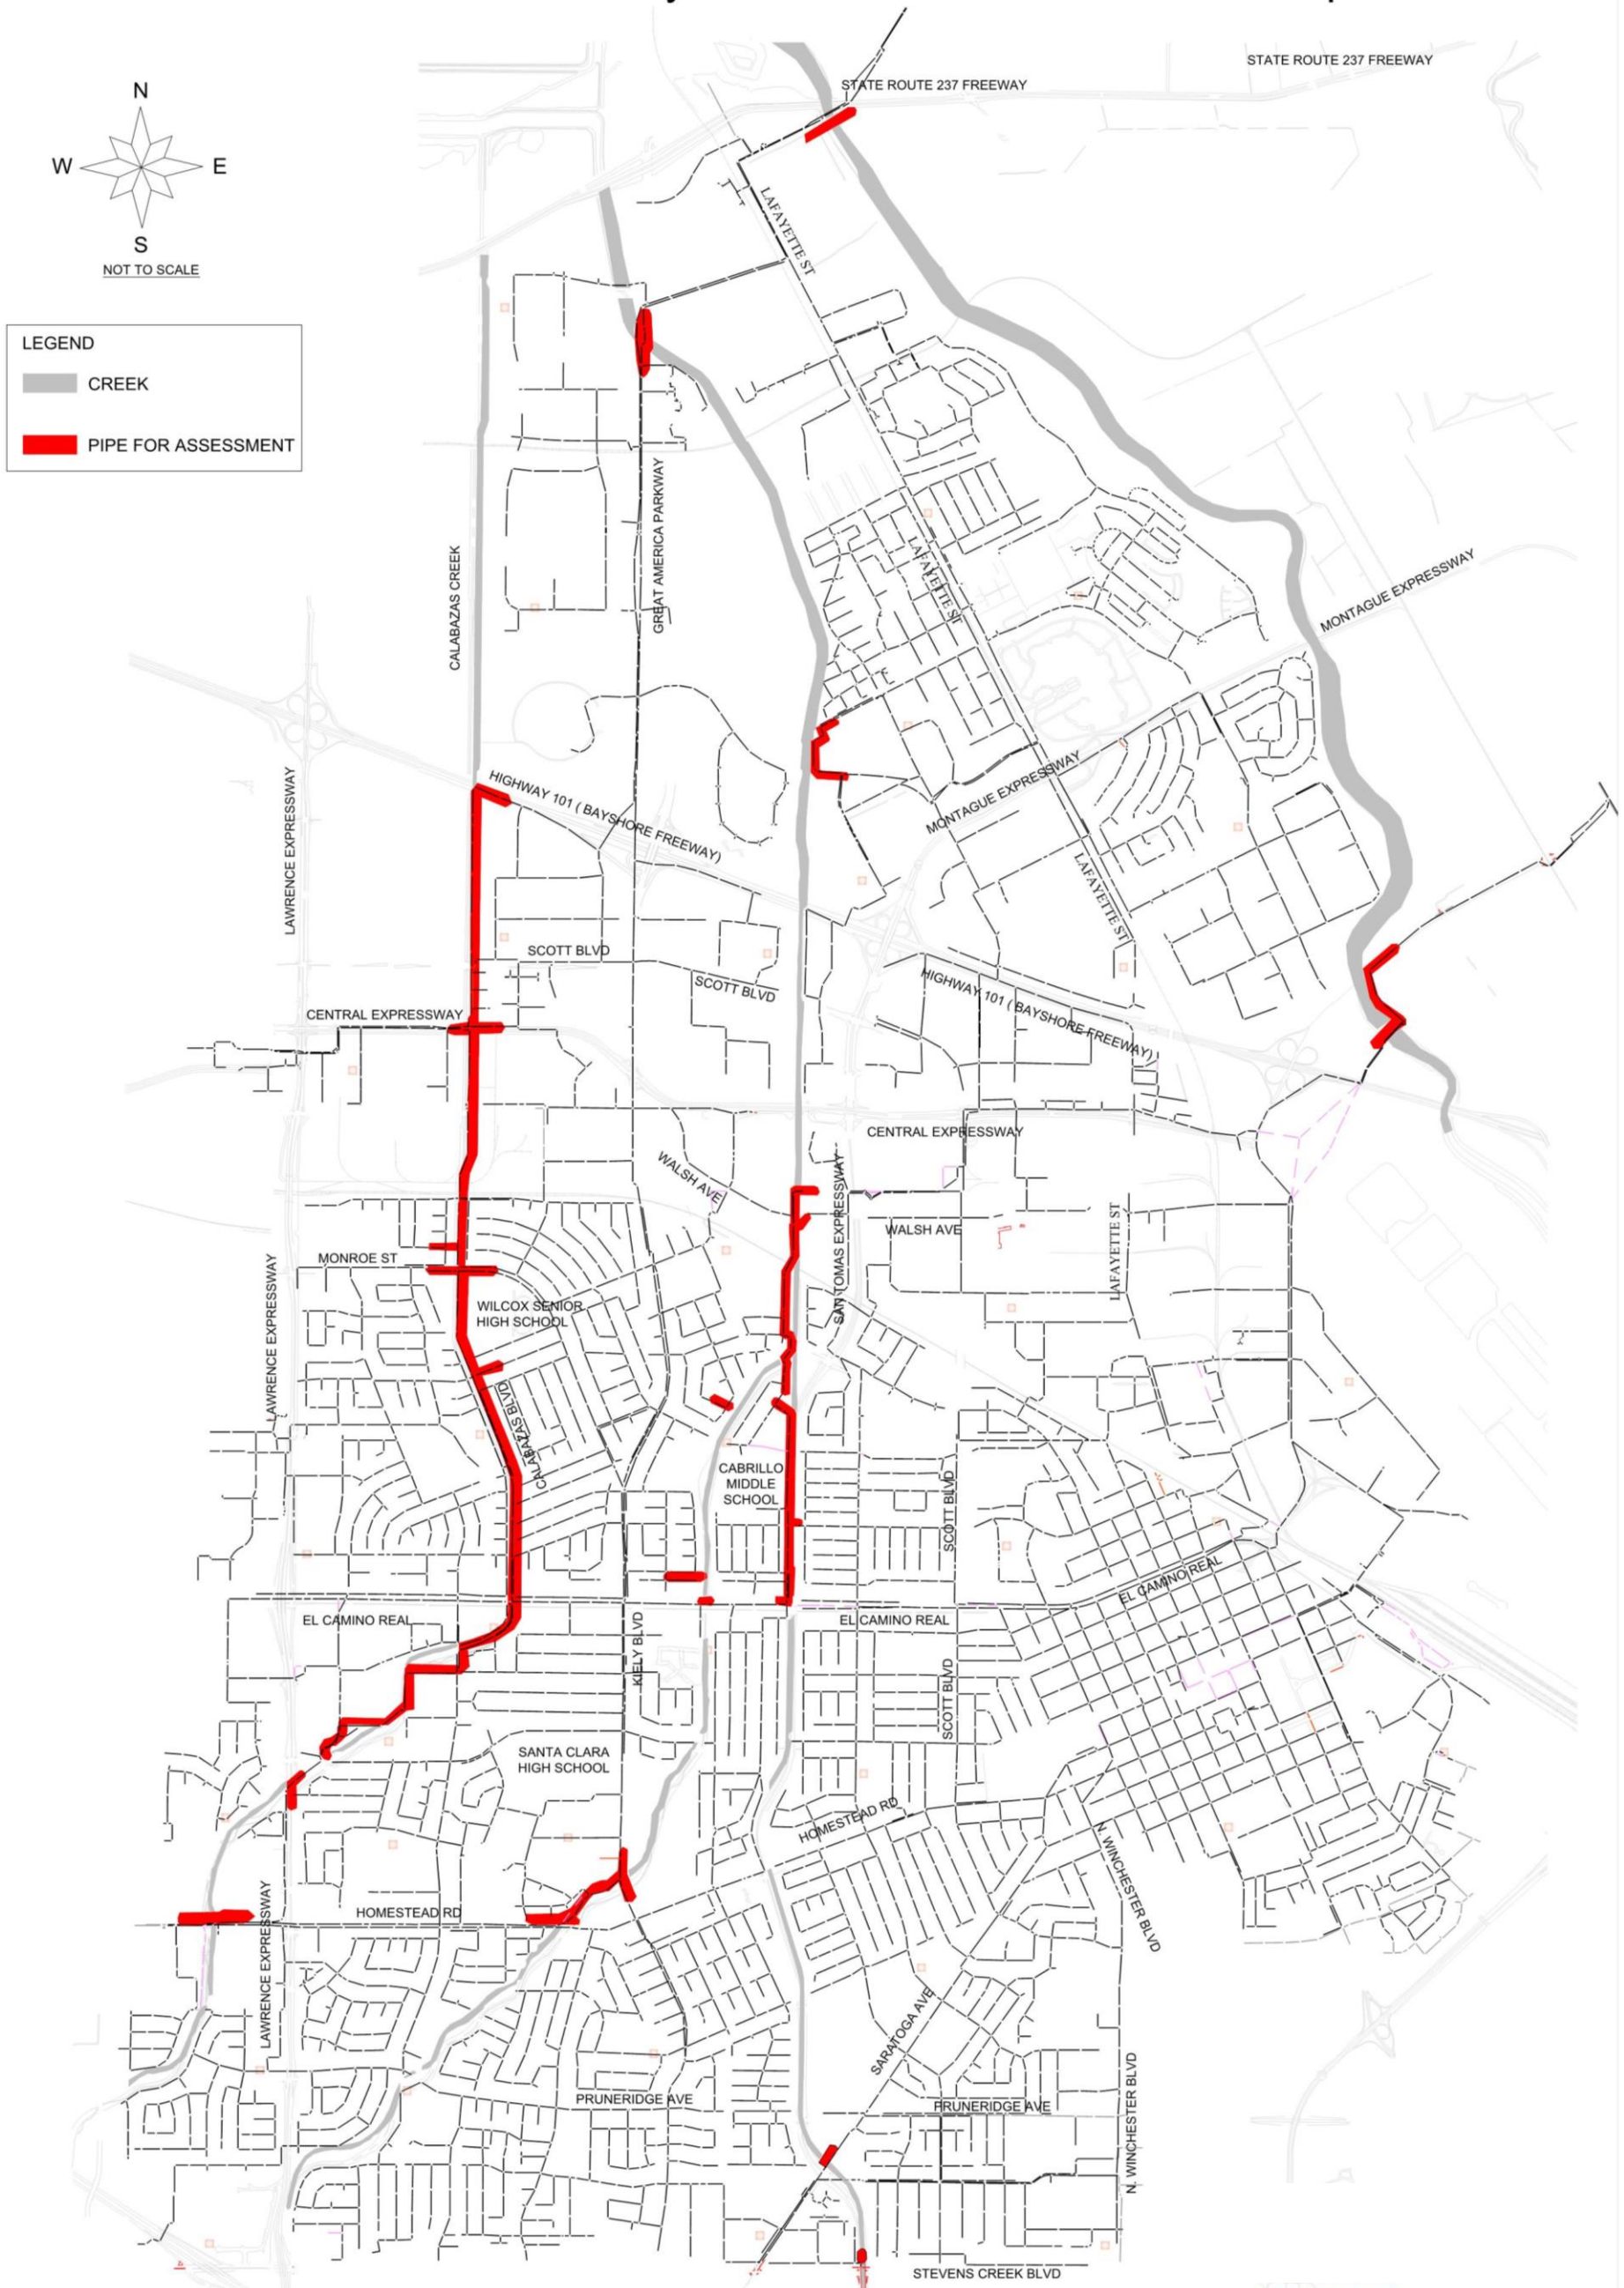 STATE ROUTE 237 FREEWAY
STATE ROUTE 237 FREEWAY
N
W
E
S
NOT TO SCALE
LAFAYETTE ST
LEGEND
CREEK
PIPE FOR ASSESSMENT
GREAT AMERICA PARKWAY
CALABAZAS CREEK
LAFAYETTE ST
MONTAGUE EXPRESSWAY
LAWRENCE EXPRESSWAY
HIGHWAY 101 ( BAYSHORE FREEWAY)
MONTAGUE EXPRESSWAY
LAFAYETTE ST
SCOTT BLVD
SCOTT BLVD
HIGHWAY 101 ( BAYSHORE FREEWAY)
CENTRAL EXPRESSWAY
CENTRAL EXPRESSWAY
WALSH AVE
SAN TOMAS EXPRESSWAY
WALSH AVE
LAFAYETTE ST
MONROE ST
LAWRENCE EXPRESSWAY
WILCOX SENIOR
HIGH SCHOOL
CALABAZAS BLVD
CABRILLO
MIDDLE
SCHOOL
SCOTT BLVD
EL CAMINO REAL
EL CAMINO REAL
EL CAMINO REAL
KIELY BLVD
SCOTT BLVD
SANTA CLARA
HIGH SCHOOL
HOMESTEAD RD
N. WINCHESTER BLVD
HOMESTEAD RD
LAWRENCE EXPRESSWAY
SARATOGA AVE
PRUNERIDGE AVE
PRUNERIDGE AVE
N. WINCHESTER BLVD
STEVENS CREEK BLVD